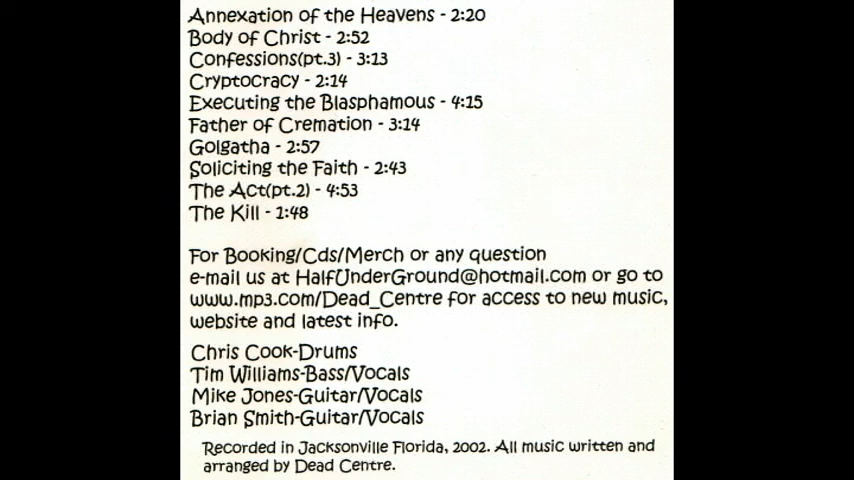 Annexation of the Heavens - 2:20
Body of Christ - 2:52
Confessions(pt.3) - 3:13
Cryptocracy - 2:14
Executing the Blasphamous - 4:15
Father of Cremation - 3:14
Golgatha - 2:57
Soliciting the Faith - 2:43
The Act(pt.2) - 4:53
The Kill - 1:48
For Booking/Cds/Merch or any question
e-mail us at HalfUnderGround@hotmail.com or go to
www.mp3.com/Dead_Centre for access to new music,
website and latest info.
Chris Cook-Drums
Tim Williams-Bass/Vocals
Mike Jones-Guitar/Vocals
Brian Smith-Guitar/Vocals
Recorded in Jacksonville Florida, 2002. All music written and
arranged by Dead Centre.